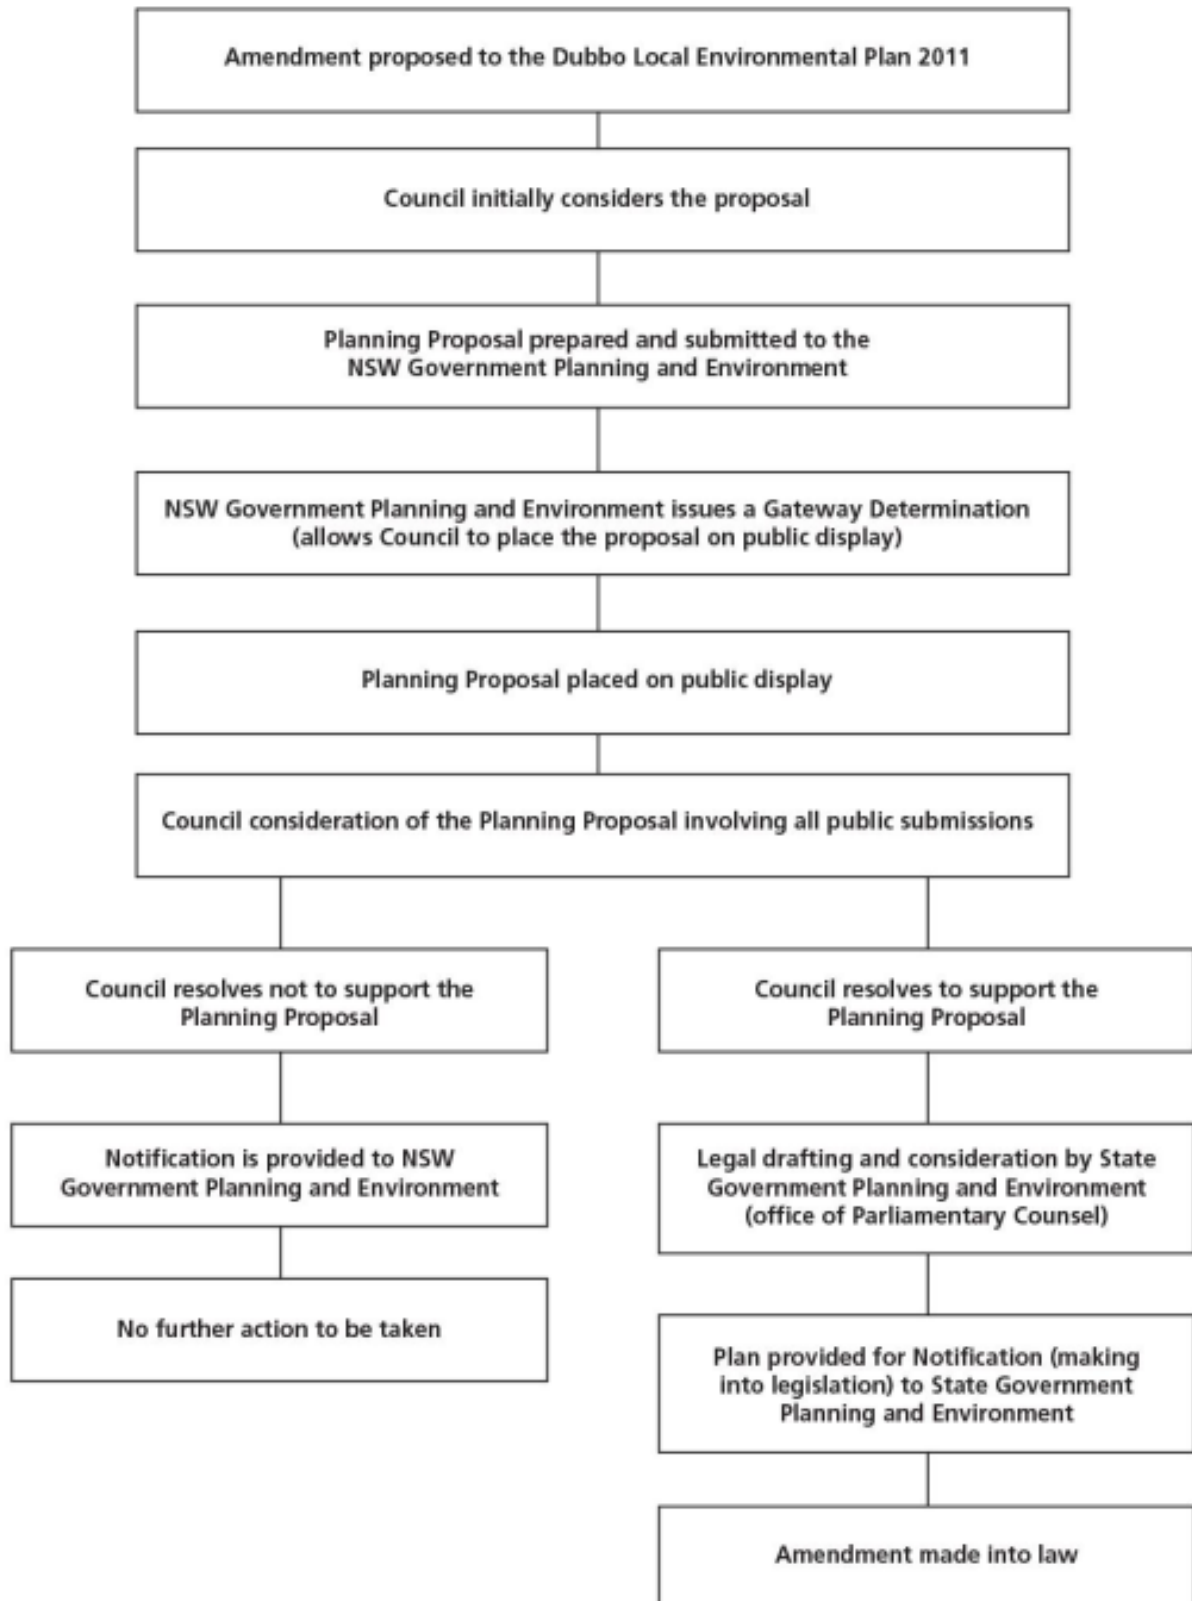 Amendment proposed to the Dubbo Local Environmental Plan 2011
Council initially considers the proposal
Planning Proposal prepared and submitted to the
NSW Government Planning and Environment
NSW Government Planning and Environment issues a Gateway Determination
(allows Council to place the proposal on public display)
Planning Proposal placed on public display
Council consideration of the Planning Proposal involving all public submissions
Council resolves not to support the
Planning Proposal
Notification is provided to NSW
Government Planning and Environment
No further action to be taken
Council resolves to support the
Planning Proposal
Legal drafting and consideration by State
Government Planning and Environment
(office of Parliamentary Counsel)
Plan provided for Notification (making
into legislation) to State Government
Planning and Environment
Amendment made into law